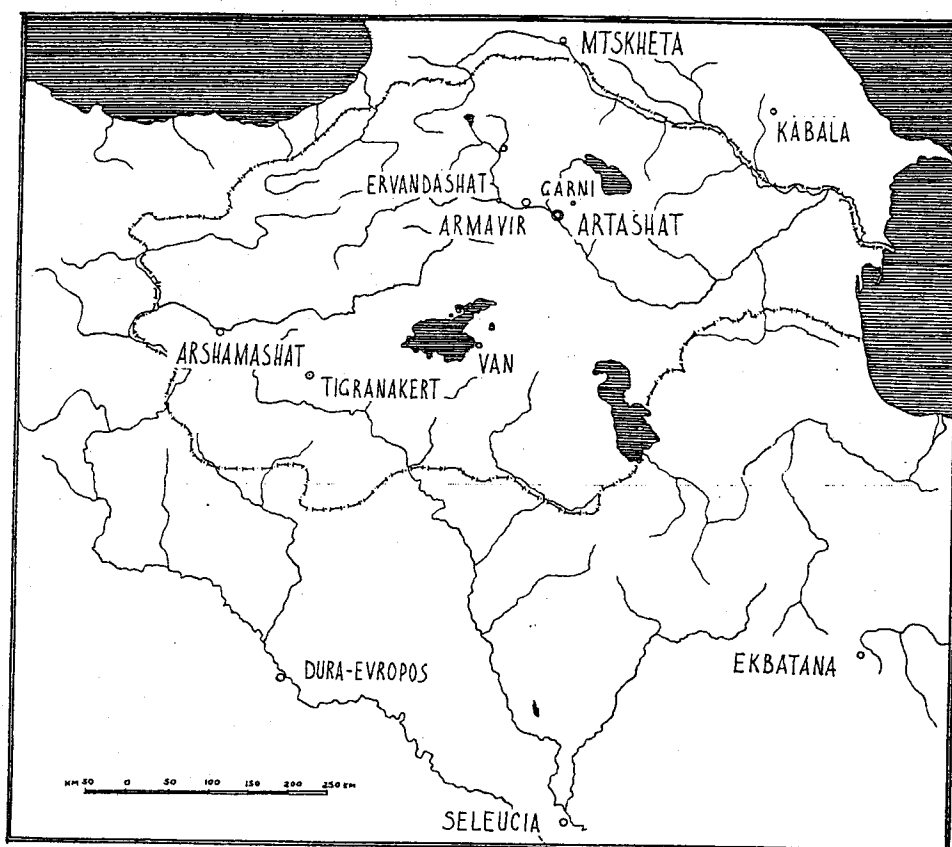 MTSKHETA
KABALA
ERVANDASHAT
GARNI
ARMAVIR
ARTASHAT
ARSHAMASHAT
VAN
TIGRANAKERT
EKBATANA
DURA-EVROPOS
KM 50 0 50 100 150 200 250 KM
SELEUCIA